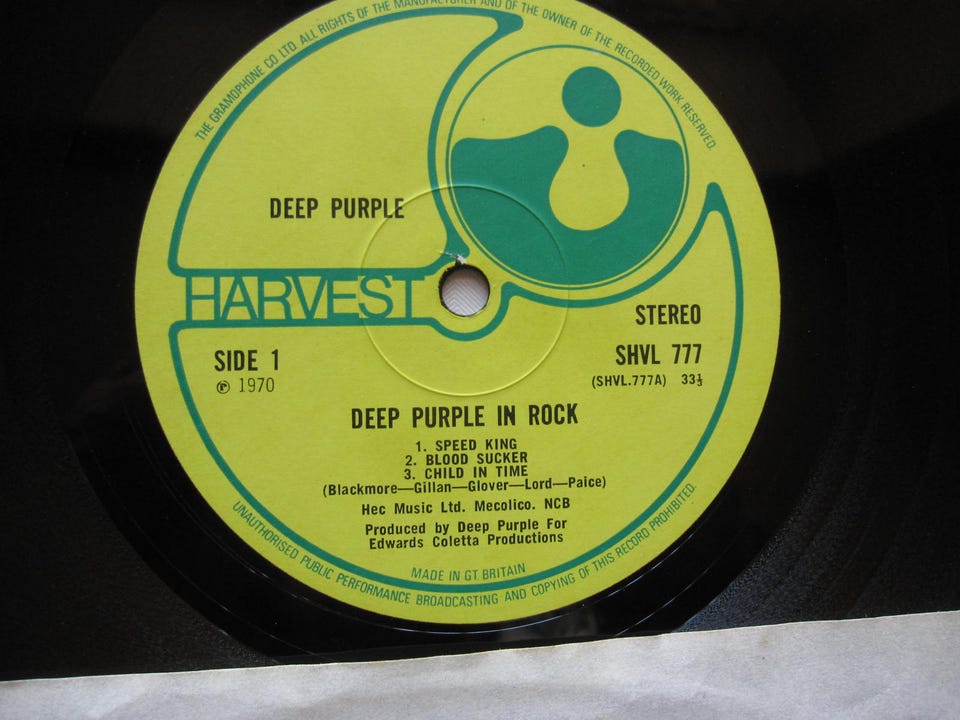 THE GRAMOPHONE CO LTD. ALL RIGHTS OF THE MANUFACTURER AND OF THE OWNER OF THE RECORDED WORK RESERVED.
DEEP PURPLE
HARVEST
STEREO
SIDE 1
SHVL 777
℗ 1970
(SHVL.777A) 33⅓
DEEP PURPLE IN ROCK
1. SPEED KING
2. BLOOD SUCKER
3. CHILD IN TIME
(Blackmore—Gillan—Glover—Lord—Paice)
Hec Music Ltd. Mecolico. NCB
Produced by Deep Purple For
Edwards Coletta Productions
MADE IN GT BRITAIN
UNAUTHORISED PUBLIC PERFORMANCE BROADCASTING AND COPYING OF THIS RECORD PROHIBITED.